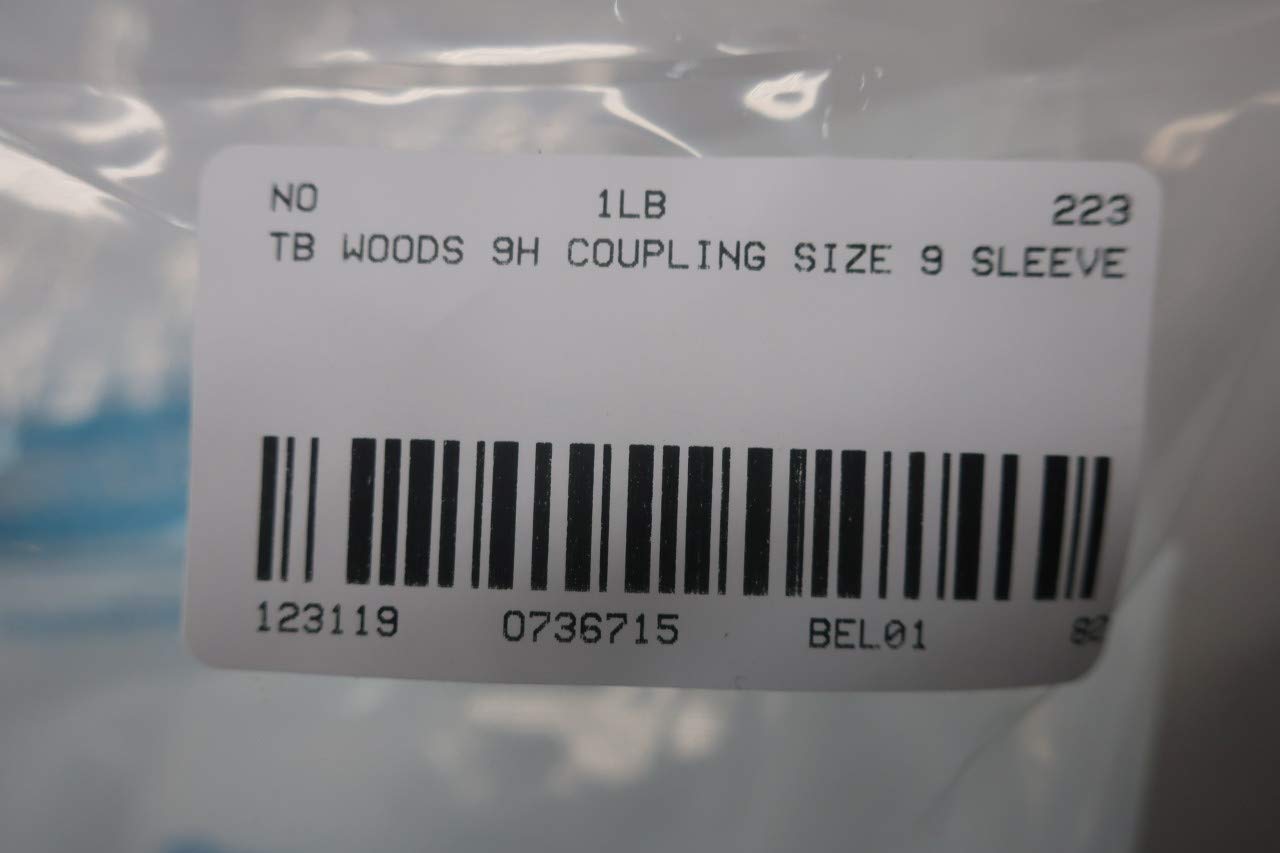 NO 1LB 223
TB WOODS 9H COUPLING SIZE 9 SLEEVE
123119 0736715 BEL01